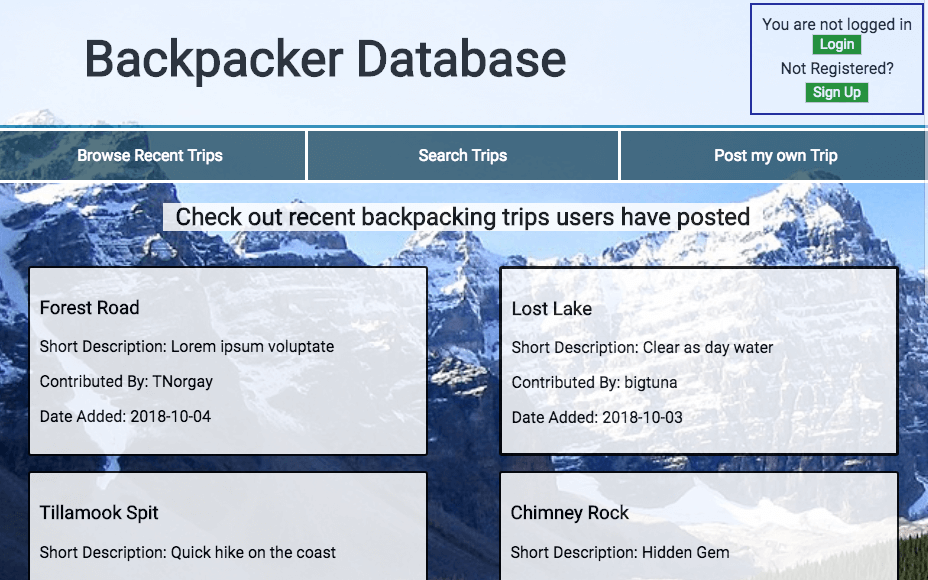 Backpacker Database
You are not logged in
Login
Not Registered?
Sign Up
Browse Recent Trips
Search Trips
Post my own Trip
Check out recent backpacking trips users have posted
Forest Road
Short Description: Lorem ipsum voluptate
Contributed By: TNorgay
Date Added: 2018-10-04
Lost Lake
Short Description: Clear as day water
Contributed By: bigtuna
Date Added: 2018-10-03
Tillamook Spit
Short Description: Quick hike on the coast
Chimney Rock
Short Description: Hidden Gem